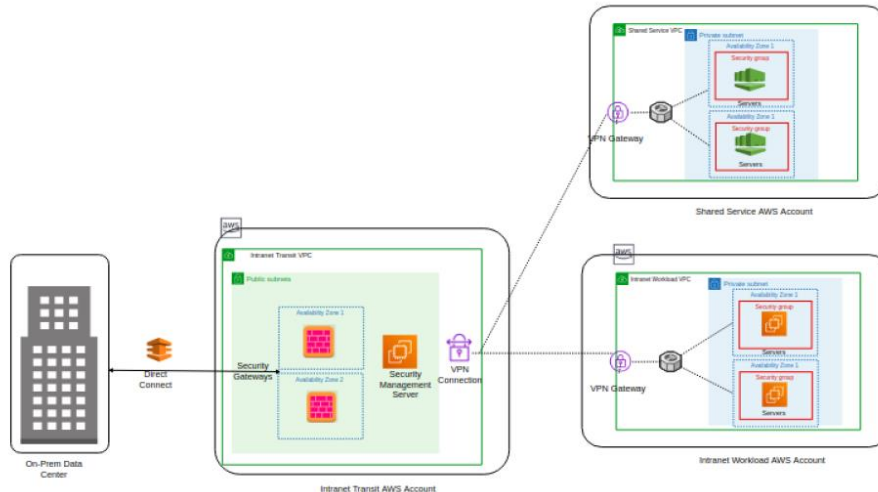 Shared Service VPC
Private subnet
Availability Zone 1
Security group
Servers
Availability Zone 1
Security group
Servers
VPN Gateway
Shared Service AWS Account
aws
Intranet Transit VPC
Public subnets
Availability Zone 1
Security
Gateways
Availability Zone 2
Security
Management
Server
VPN
Connection
Intranet Transit AWS Account
Direct
Connect
On-Prem Data
Center
aws
Intranet Workload VPC
Private subnet
Availability Zone 1
Security group
Servers
Availability Zone 1
Security group
Servers
VPN Gateway
Intranet Workload AWS Account